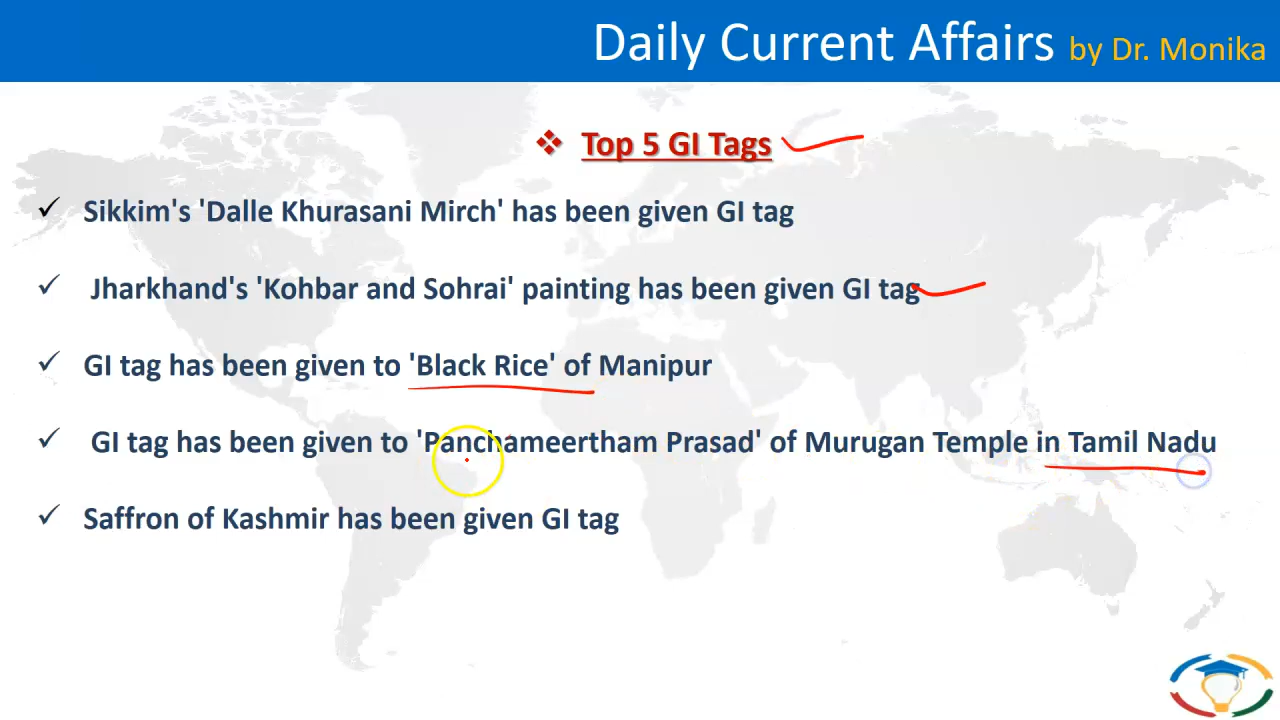 Daily Current Affairs by Dr. Monika
Top 5 GI Tags
Sikkim's 'Dalle Khurasani Mirch' has been given GI tag
Jharkhand's 'Kohbar and Sohrai' painting has been given GI tag
GI tag has been given to 'Black Rice' of Manipur
GI tag has been given to 'Panchameertham Prasad' of Murugan Temple in Tamil Nadu
Saffron of Kashmir has been given GI tag